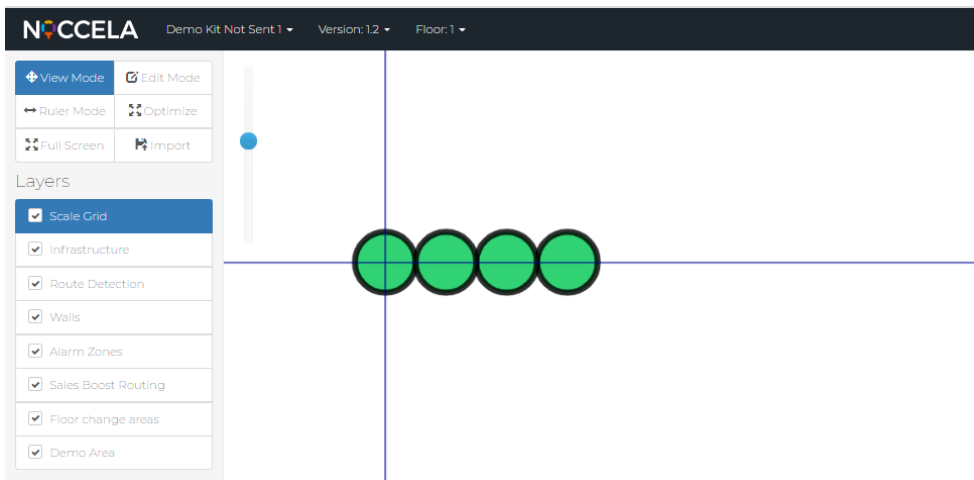 NOCCELA Demo Kit Not Sent 1 Version: 1.2 Floor: 1
View Mode Edit Mode
Ruler Mode Optimize
Full Screen Import
Layers
Scale Grid
Infrastructure
Route Detection
Walls
Alarm Zones
Sales Boost Routing
Floor change areas
Demo Area